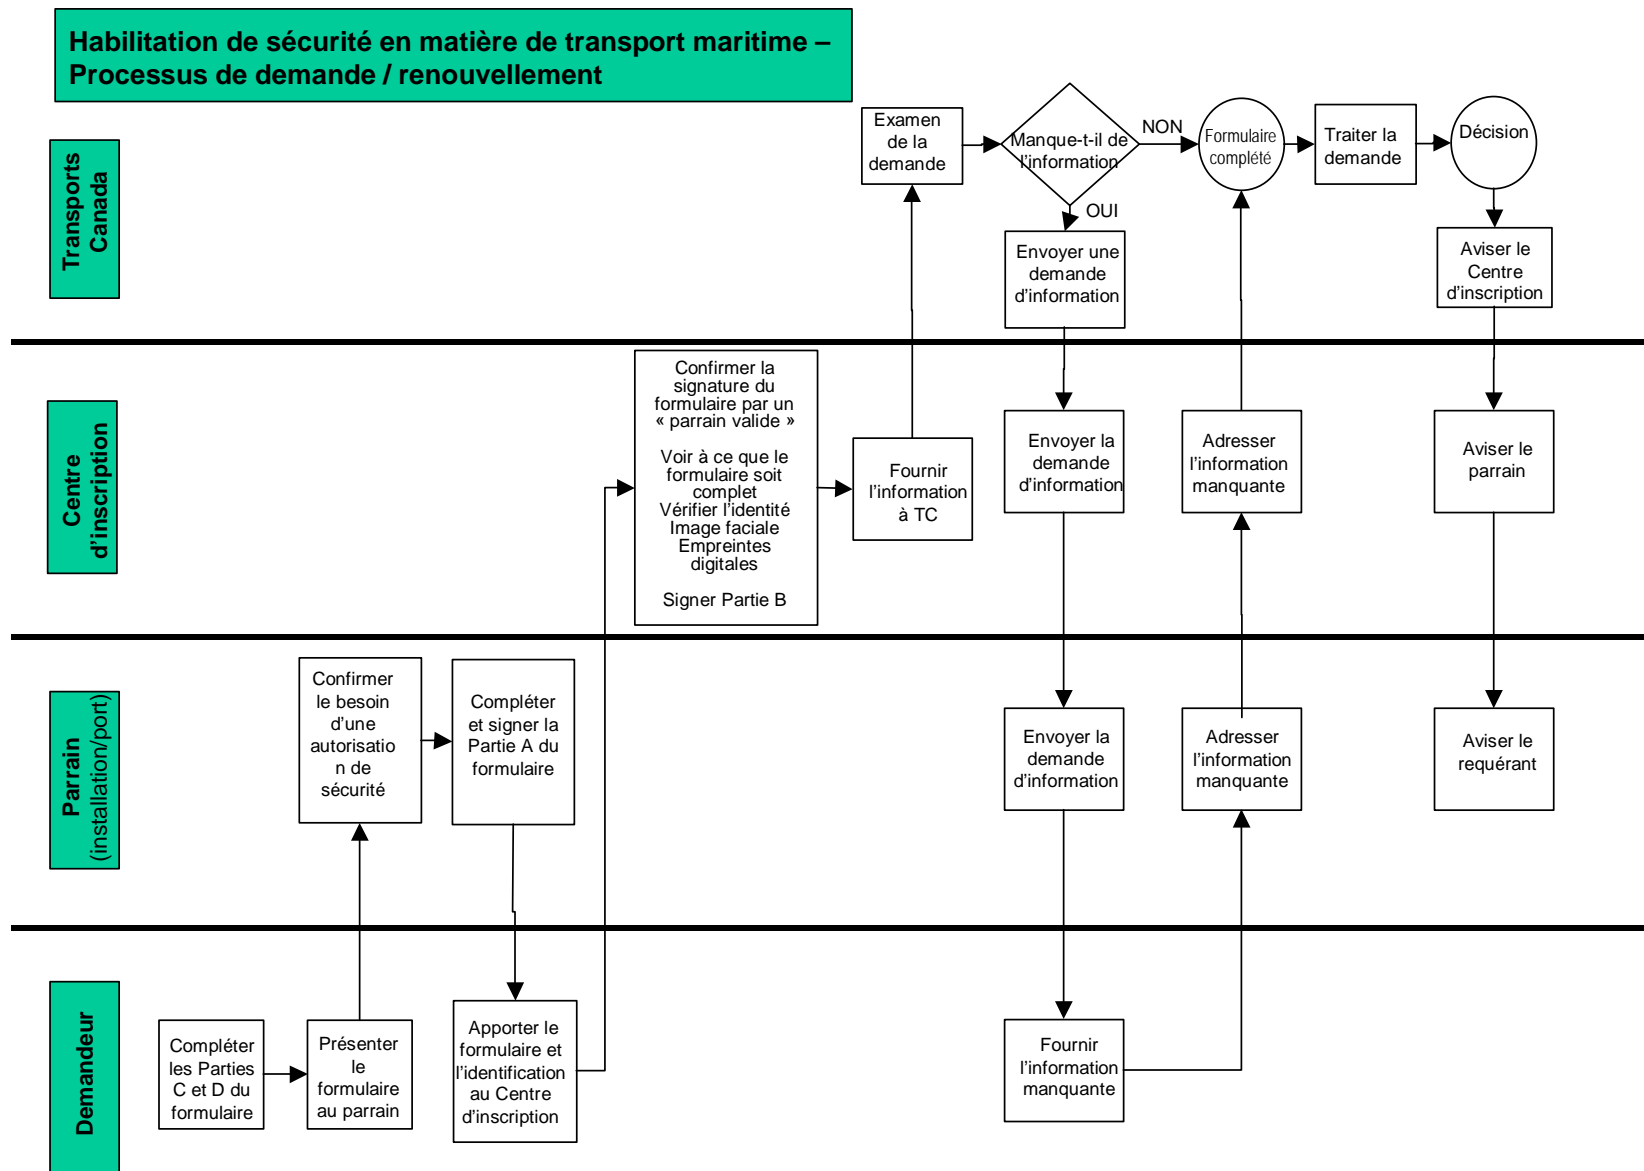 Habilitation de sécurité en matière de transport maritime –
Processus de demande / renouvellement
Transports
Canada
Examen
de la
demande
Manque-t-il de
l’information
NON
OUI
Formulaire
complété
Traiter la
demande
Décision
Envoyer une
demande
d’information
Aviser le
Centre
d’inscription
Centre
d’inscription
Confirmer la
signature du
formulaire par un
« parrain valide »
Voir à ce que le
formulaire soit
complet
Vérifier l’identité
Image faciale
Empreintes
digitales
Signer Partie B
Fournir
l’information
à TC
Envoyer la
demande
d’information
Adresser
l’information
manquante
Aviser le
parrain
Parrain
(installation/port)
Confirmer
le besoin
d’une
autorisatio
n de
sécurité
Compléter
et signer la
Partie A du
formulaire
Envoyer la
demande
d’information
Adresser
l’information
manquante
Aviser le
requérant
Demandeur
Compléter
les Parties
C et D du
formulaire
Présenter
le
formulaire
au parrain
Apporter le
formulaire et
l’identification
au Centre
d’inscription
Fournir
l’information
manquante